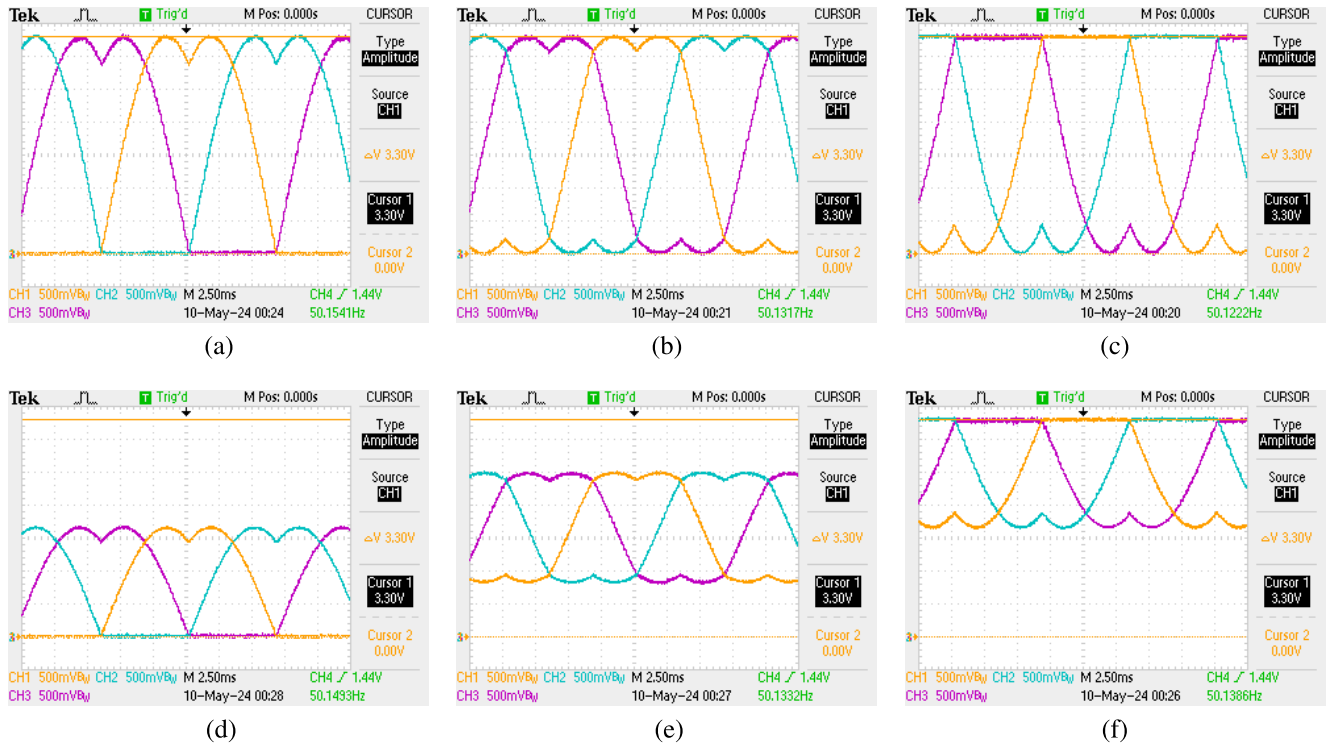 Tek T Trig'd M Pos: 0.000s CURSOR
Type
Amplitude
Source
CH1
△V 3.30V
Cursor 1
3.30V
Cursor 2
0.00V
3
CH1 500mVBW CH2 500mVBW M 2.50ms CH4 ∕ 1.44V
CH3 500mVBW 10-May-24 00:24 50.1541Hz
(a)
Tek T Trig'd M Pos: 0.000s CURSOR
Type
Amplitude
Source
CH1
△V 3.30V
Cursor 1
3.30V
Cursor 2
0.00V
3
CH1 500mVBW CH2 500mVBW M 2.50ms CH4 ∕ 1.44V
CH3 500mVBW 10-May-24 00:21 50.1317Hz
(b)
Tek T Trig'd M Pos: 0.000s CURSOR
Type
Amplitude
Source
CH1
△V 3.30V
Cursor 1
3.30V
Cursor 2
0.00V
3
CH1 500mVBW CH2 500mVBW M 2.50ms CH4 ∕ 1.44V
CH3 500mVBW 10-May-24 00:20 50.1222Hz
(c)
Tek T Trig'd M Pos: 0.000s CURSOR
Type
Amplitude
Source
CH1
△V 3.30V
Cursor 1
3.30V
Cursor 2
0.00V
3
CH1 500mVBW CH2 500mVBW M 2.50ms CH4 ∕ 1.44V
CH3 500mVBW 10-May-24 00:28 50.1493Hz
(d)
Tek T Trig'd M Pos: 0.000s CURSOR
Type
Amplitude
Source
CH1
△V 3.30V
Cursor 1
3.30V
Cursor 2
0.00V
3
CH1 500mVBW CH2 500mVBW M 2.50ms CH4 ∕ 1.44V
CH3 500mVBW 10-May-24 00:27 50.1332Hz
(e)
Tek T Trig'd M Pos: 0.000s CURSOR
Type
Amplitude
Source
CH1
△V 3.30V
Cursor 1
3.30V
Cursor 2
0.00V
3
CH1 500mVBW CH2 500mVBW M 2.50ms CH4 ∕ 1.44V
CH3 500mVBW 10-May-24 00:26 50.1386Hz
(f)